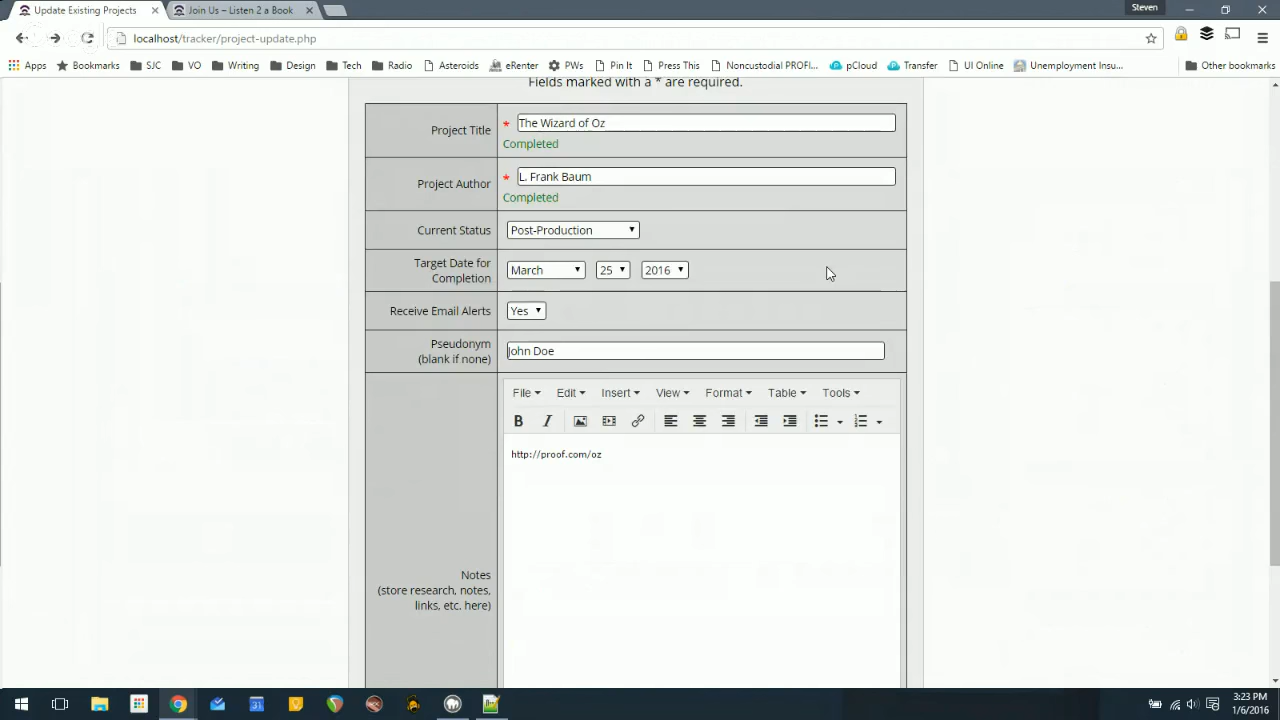 Update Existing Projects
Join Us – Listen 2 a Book
Steven
localhost/tracker/project-update.php
Apps Bookmarks SJC VO Writing Design Tech Radio Asteroids eRenter PWs Pin It Press This Noncustodial PROFI... pCloud Transfer UI Online Unemployment Insu... Other bookmarks
Fields marked with a * are required.
Project Title * The Wizard of Oz
Completed
Project Author * L. Frank Baum
Completed
Current Status Post-Production
Target Date for
Completion
March 25 2016
Receive Email Alerts Yes
Pseudonym
(blank if none)
John Doe
File Edit Insert View Format Table Tools
B I
http://proof.com/oz
Notes
(store research, notes,
links, etc. here)
31
3:23 PM
1/6/2016